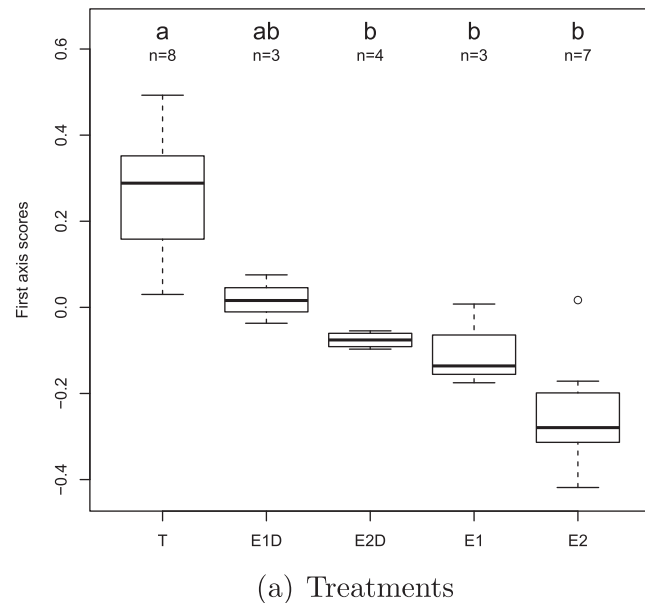 a ab b b b
n=8 n=3 n=4 n=3 n=7
First axis scores
0.6
0.4
0.2
0.0
−0.2
−0.4
T E1D E2D E1 E2
(a) Treatments